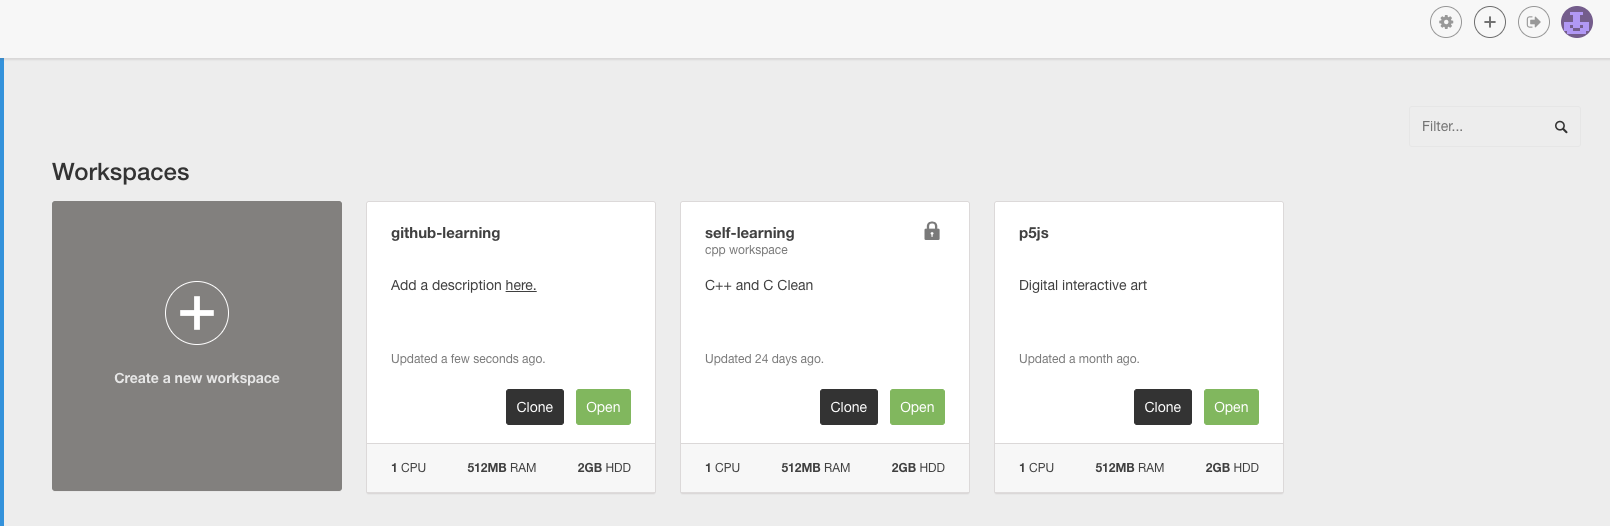 Filter...
Workspaces
Create a new workspace
github-learning
Add a description here.
Updated a few seconds ago.
Clone Open
1 CPU 512MB RAM 2GB HDD
self-learning
cpp workspace
C++ and C Clean
Updated 24 days ago.
Clone Open
1 CPU 512MB RAM 2GB HDD
p5js
Digital interactive art
Updated a month ago.
Clone Open
1 CPU 512MB RAM 2GB HDD